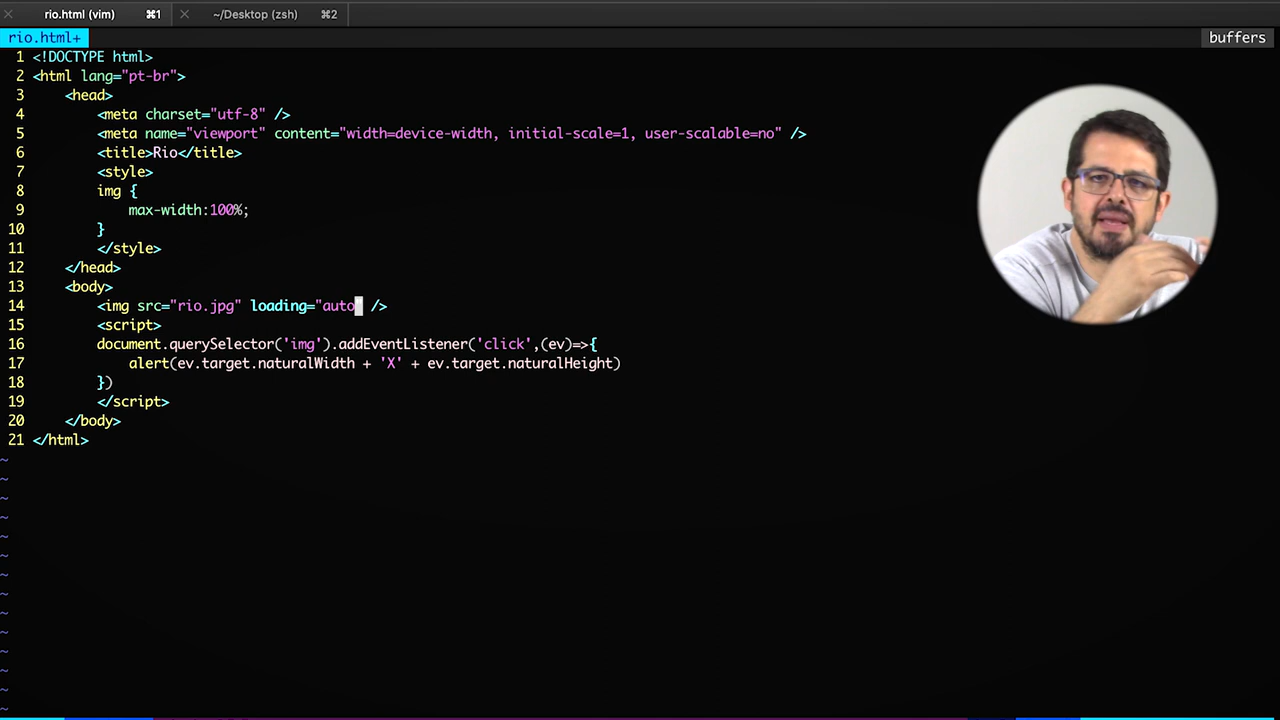 rio.html (vim) ⌘1 ~/Desktop (zsh) ⌘2
rio.html+ buffers
1 <!DOCTYPE html>
2 <html lang="pt-br">
3 <head>
4 <meta charset="utf-8" />
5 <meta name="viewport" content="width=device-width, initial-scale=1, user-scalable=no" />
6 <title>Rio</title>
7 <style>
8 img {
9 max-width:100%;
10 }
11 </style>
12 </head>
13 <body>
14 <img src="rio.jpg" loading="auto" />
15 <script>
16 document.querySelector('img').addEventListener('click',(ev)=>{
17 alert(ev.target.naturalWidth + 'X' + ev.target.naturalHeight)
18 })
19 </script>
20 </body>
21 </html>
~
~
~
~
~
~
~
~
~
~
~
~
~
~